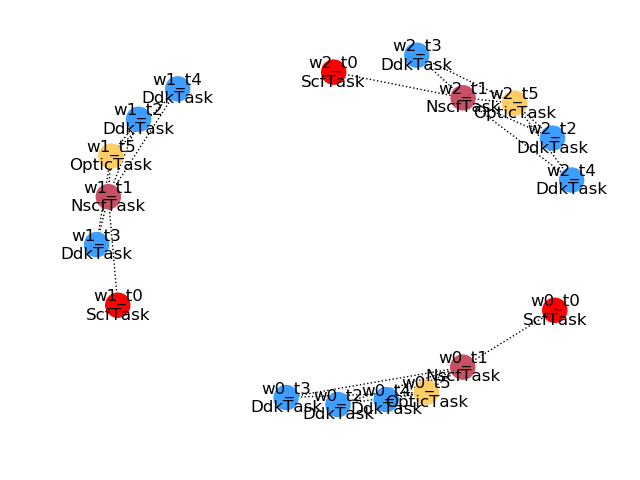 w2_t3
DdkTask
w2_t0
ScfTask
w1_t4
DdkTask
w2_t1
NscfTask
w2_t5
OpticTask
w1_t2
DdkTask
w2_t2
DdkTask
w1_t5
OpticTask
w2_t4
DdkTask
w1_t1
NscfTask
w1_t3
DdkTask
w1_t0
ScfTask
w0_t0
ScfTask
w0_t1
NscfTask
w0_t5
OpticTask
w0_t3
DdkTask
w0_t4
DdkTask
w0_t2
DdkTask